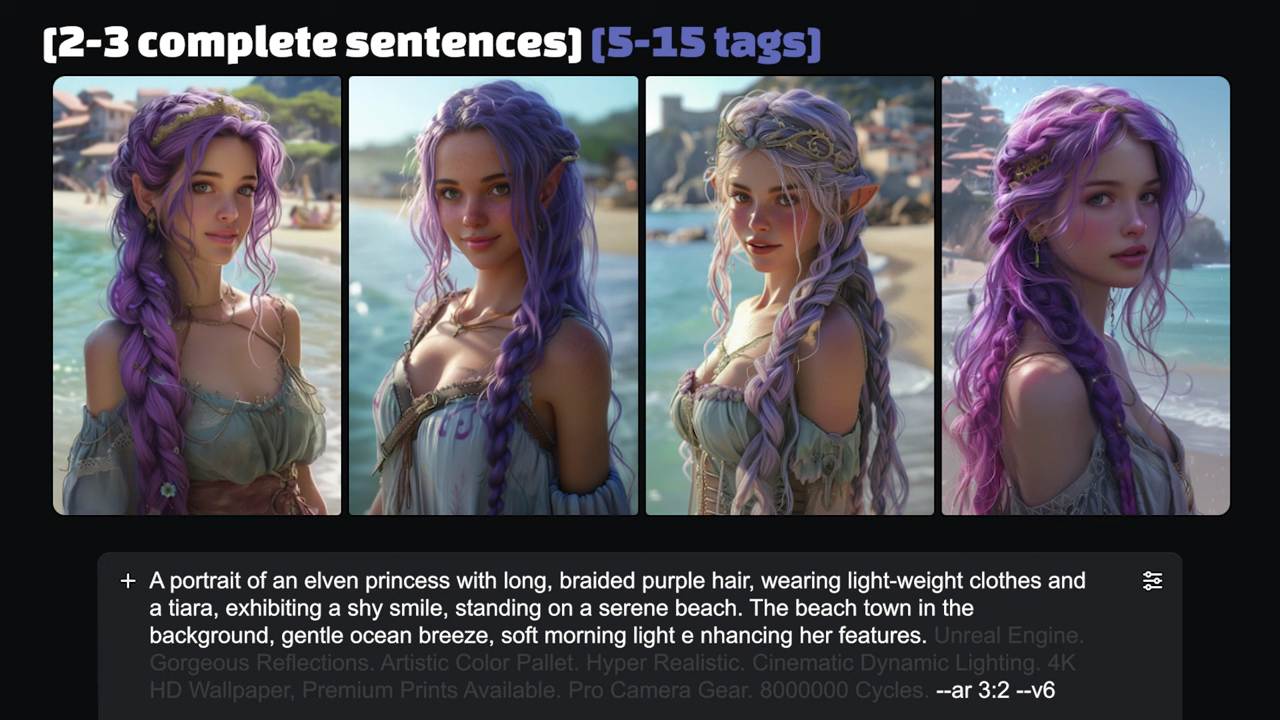 (2-3 complete sentences) (5-15 tags)
A portrait of an elven princess with long, braided purple hair, wearing light-weight clothes and
a tiara, exhibiting a shy smile, standing on a serene beach. The beach town in the
background, gentle ocean breeze, soft morning light e nhancing her features. Unreal Engine.
Gorgeous Reflections. Artistic Color Pallet. Hyper Realistic. Cinematic Dynamic Lighting. 4K
HD Wallpaper, Premium Prints Available. Pro Camera Gear. 8000000 Cycles. --ar 3:2 --v6